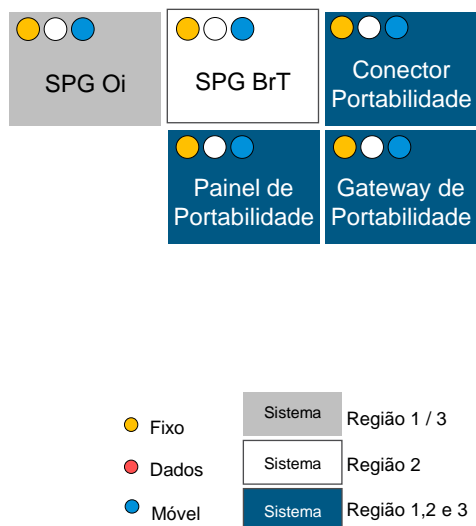 SPG Oi
SPG BrT
Conector
Portabilidade
Painel de
Portabilidade
Gateway de
Portabilidade
Fixo
Dados
Móvel
Sistema
Região 1 / 3
Sistema
Região 2
Sistema
Região 1,2 e 3